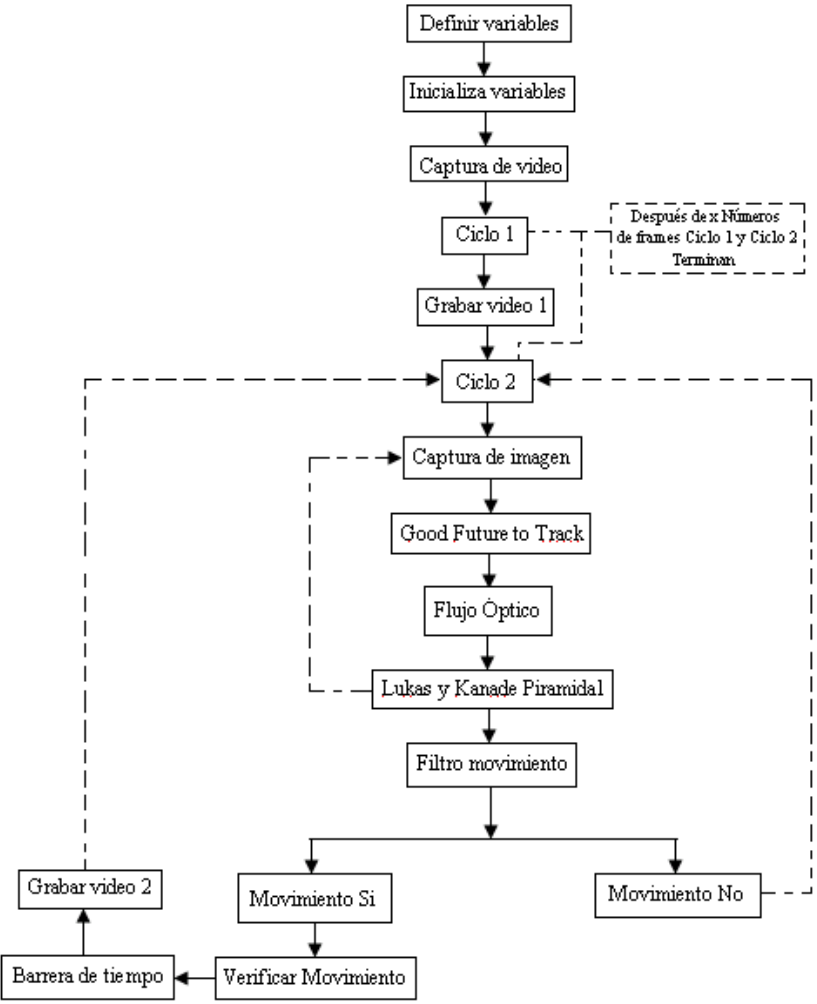 Definir variables
Inicializa variables
Captura de video
Ciclo 1
Después de x Números
de frames Ciclo 1 y Ciclo 2
Terminan
Grabar video 1
Ciclo 2
Captura de imagen
Good Future to Track
Flujo Óptico
Lukas y Kanade Piramidal
Filtro movimiento
Grabar video 2
Movimiento Si
Movimiento No
Barrera de tiempo
Verificar Movimiento